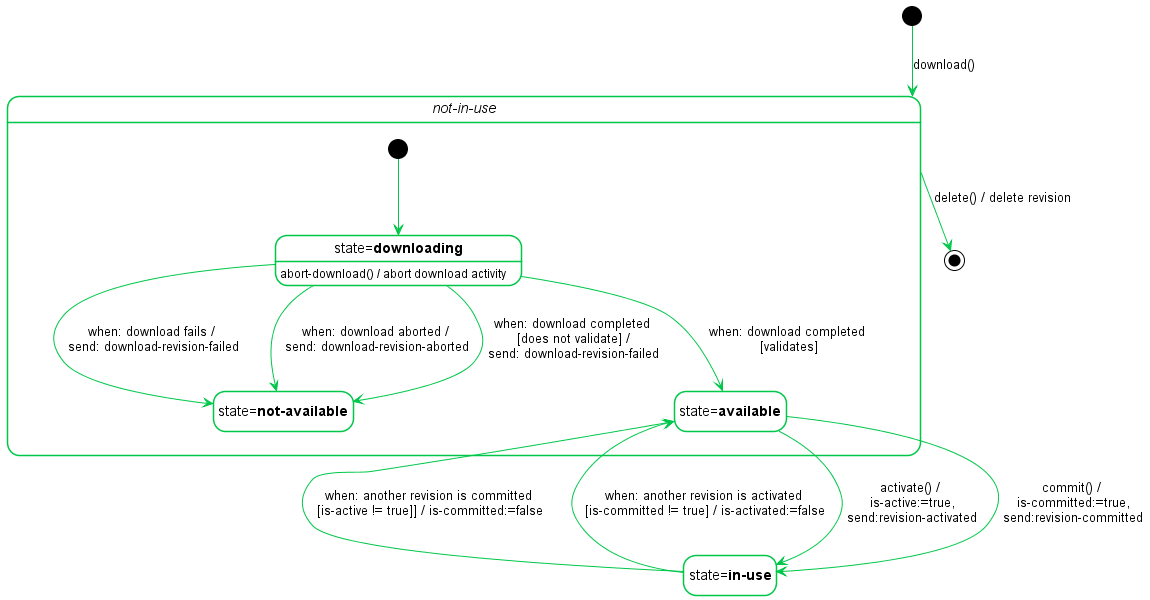 download()
not-in-use
delete() / delete revision
state=downloading
abort-download() / abort download activity
when: download fails /
send: download-revision-failed
when: download aborted /
send: download-revision-aborted
when: download completed
[does not validate] /
send: download-revision-failed
when: download completed
[validates]
state=not-available
state=available
when: another revision is committed
[is-active != true]] / is-committed:=false
when: another revision is activated
[is-committed != true] / is-activated:=false
activate() /
is-active:=true,
send:revision-activated
commit() /
is-committed:=true,
send:revision-committed
state=in-use